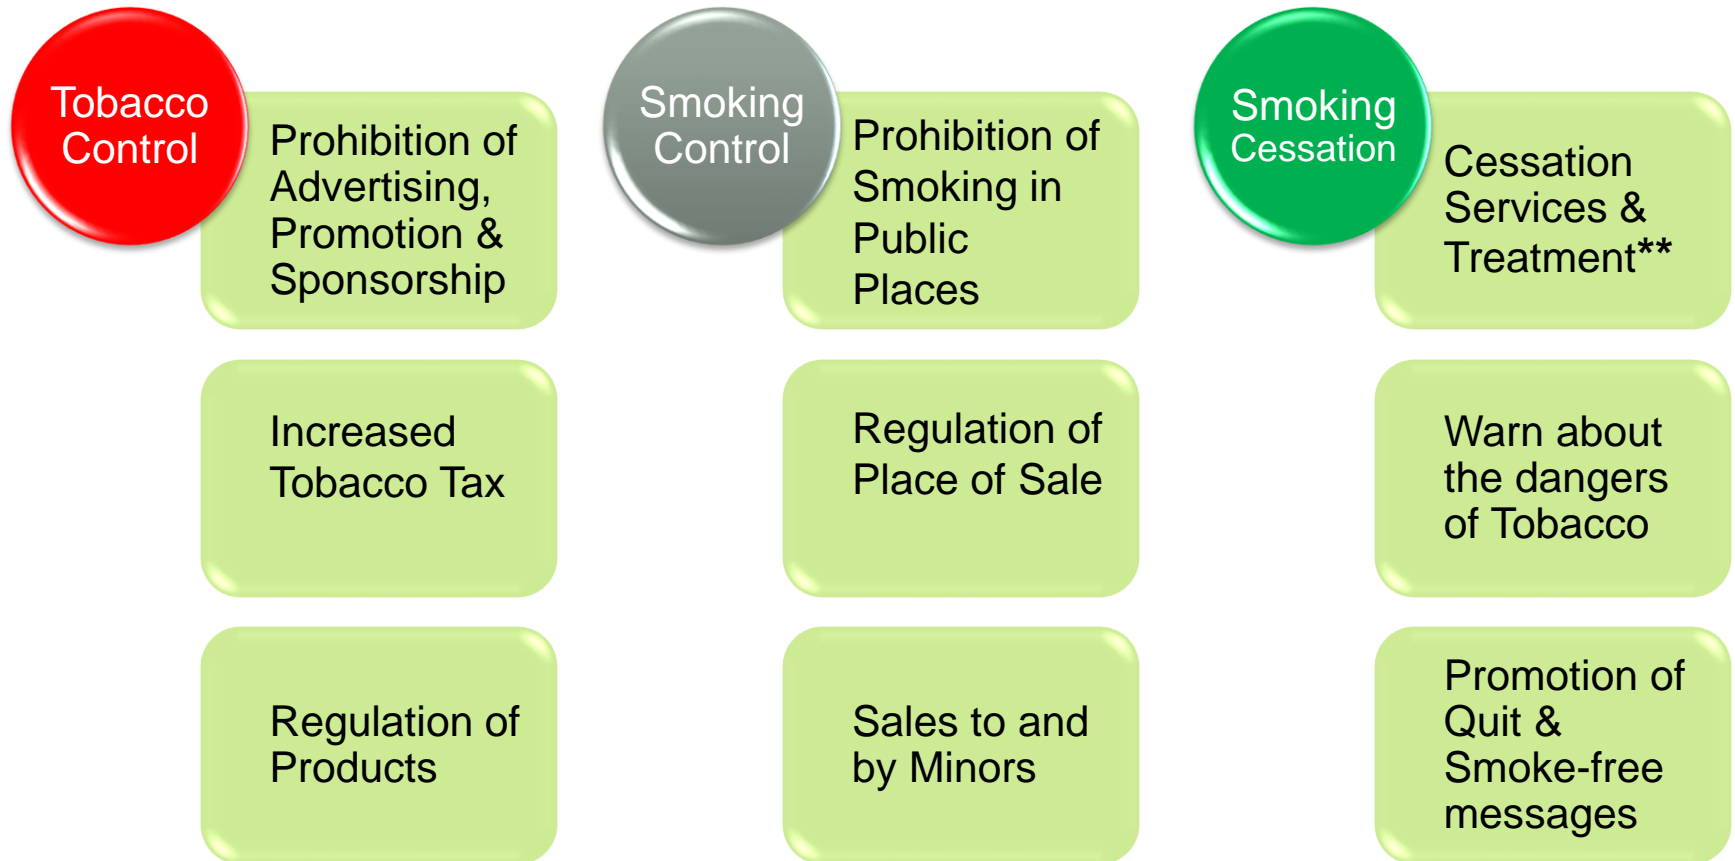 Tobacco
Control
Prohibition of
Advertising,
Promotion &
Sponsorship
Increased
Tobacco Tax
Regulation of
Products
Smoking
Control
Prohibition of
Smoking in
Public
Places
Regulation of
Place of Sale
Sales to and
by Minors
Smoking
Cessation
Cessation
Services &
Treatment**
Warn about
the dangers
of Tobacco
Promotion of
Quit &
Smoke-free
messages